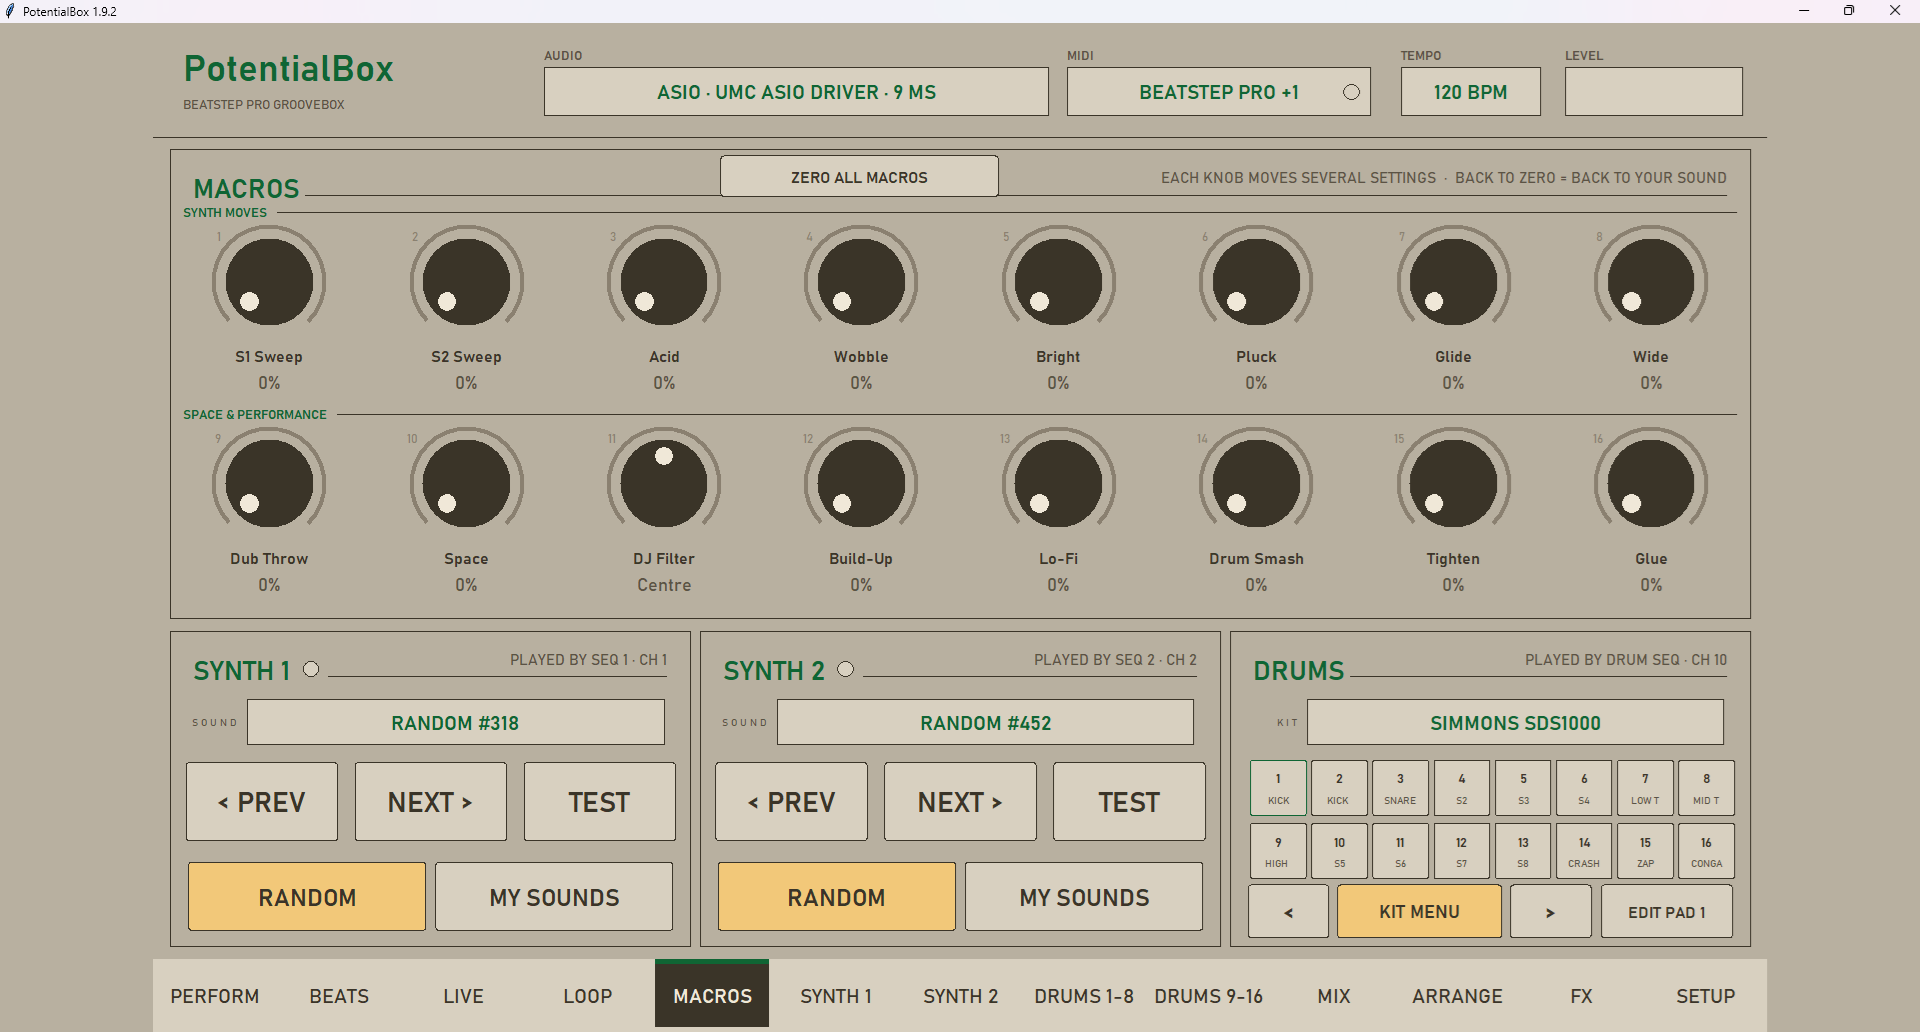 PotentialBox 1.9.2
PotentialBox
BEATSTEP PRO GROOVEBOX
AUDIO
ASIO · UMC ASIO DRIVER · 9 MS
MIDI
BEATSTEP PRO +1
TEMPO
120 BPM
LEVEL
MACROS
ZERO ALL MACROS
EACH KNOB MOVES SEVERAL SETTINGS · BACK TO ZERO = BACK TO YOUR SOUND
SYNTH MOVES
1 2 3 4 5 6 7 8
S1 Sweep S2 Sweep Acid Wobble Bright Pluck Glide Wide
0% 0% 0% 0% 0% 0% 0% 0%
SPACE & PERFORMANCE
9 10 11 12 13 14 15 16
Dub Throw Space DJ Filter Build-Up Lo-Fi Drum Smash Tighten Glue
0% 0% Centre 0% 0% 0% 0% 0%
SYNTH 1
PLAYED BY SEQ 1 · CH 1
SOUND
RANDOM #318
< PREV NEXT > TEST
RANDOM MY SOUNDS
SYNTH 2
PLAYED BY SEQ 2 · CH 2
SOUND
RANDOM #452
< PREV NEXT > TEST
RANDOM MY SOUNDS
DRUMS
PLAYED BY DRUM SEQ · CH 10
KIT
SIMMONS SDS1000
1 2 3 4 5 6 7 8
KICK KICK SNARE S2 S3 S4 LOW T MID T
9 10 11 12 13 14 15 16
HIGH S5 S6 S7 S8 CRASH ZAP CONGA
< KIT MENU > EDIT PAD 1
PERFORM BEATS LIVE LOOP MACROS SYNTH 1 SYNTH 2 DRUMS 1-8 DRUMS 9-16 MIX ARRANGE FX SETUP